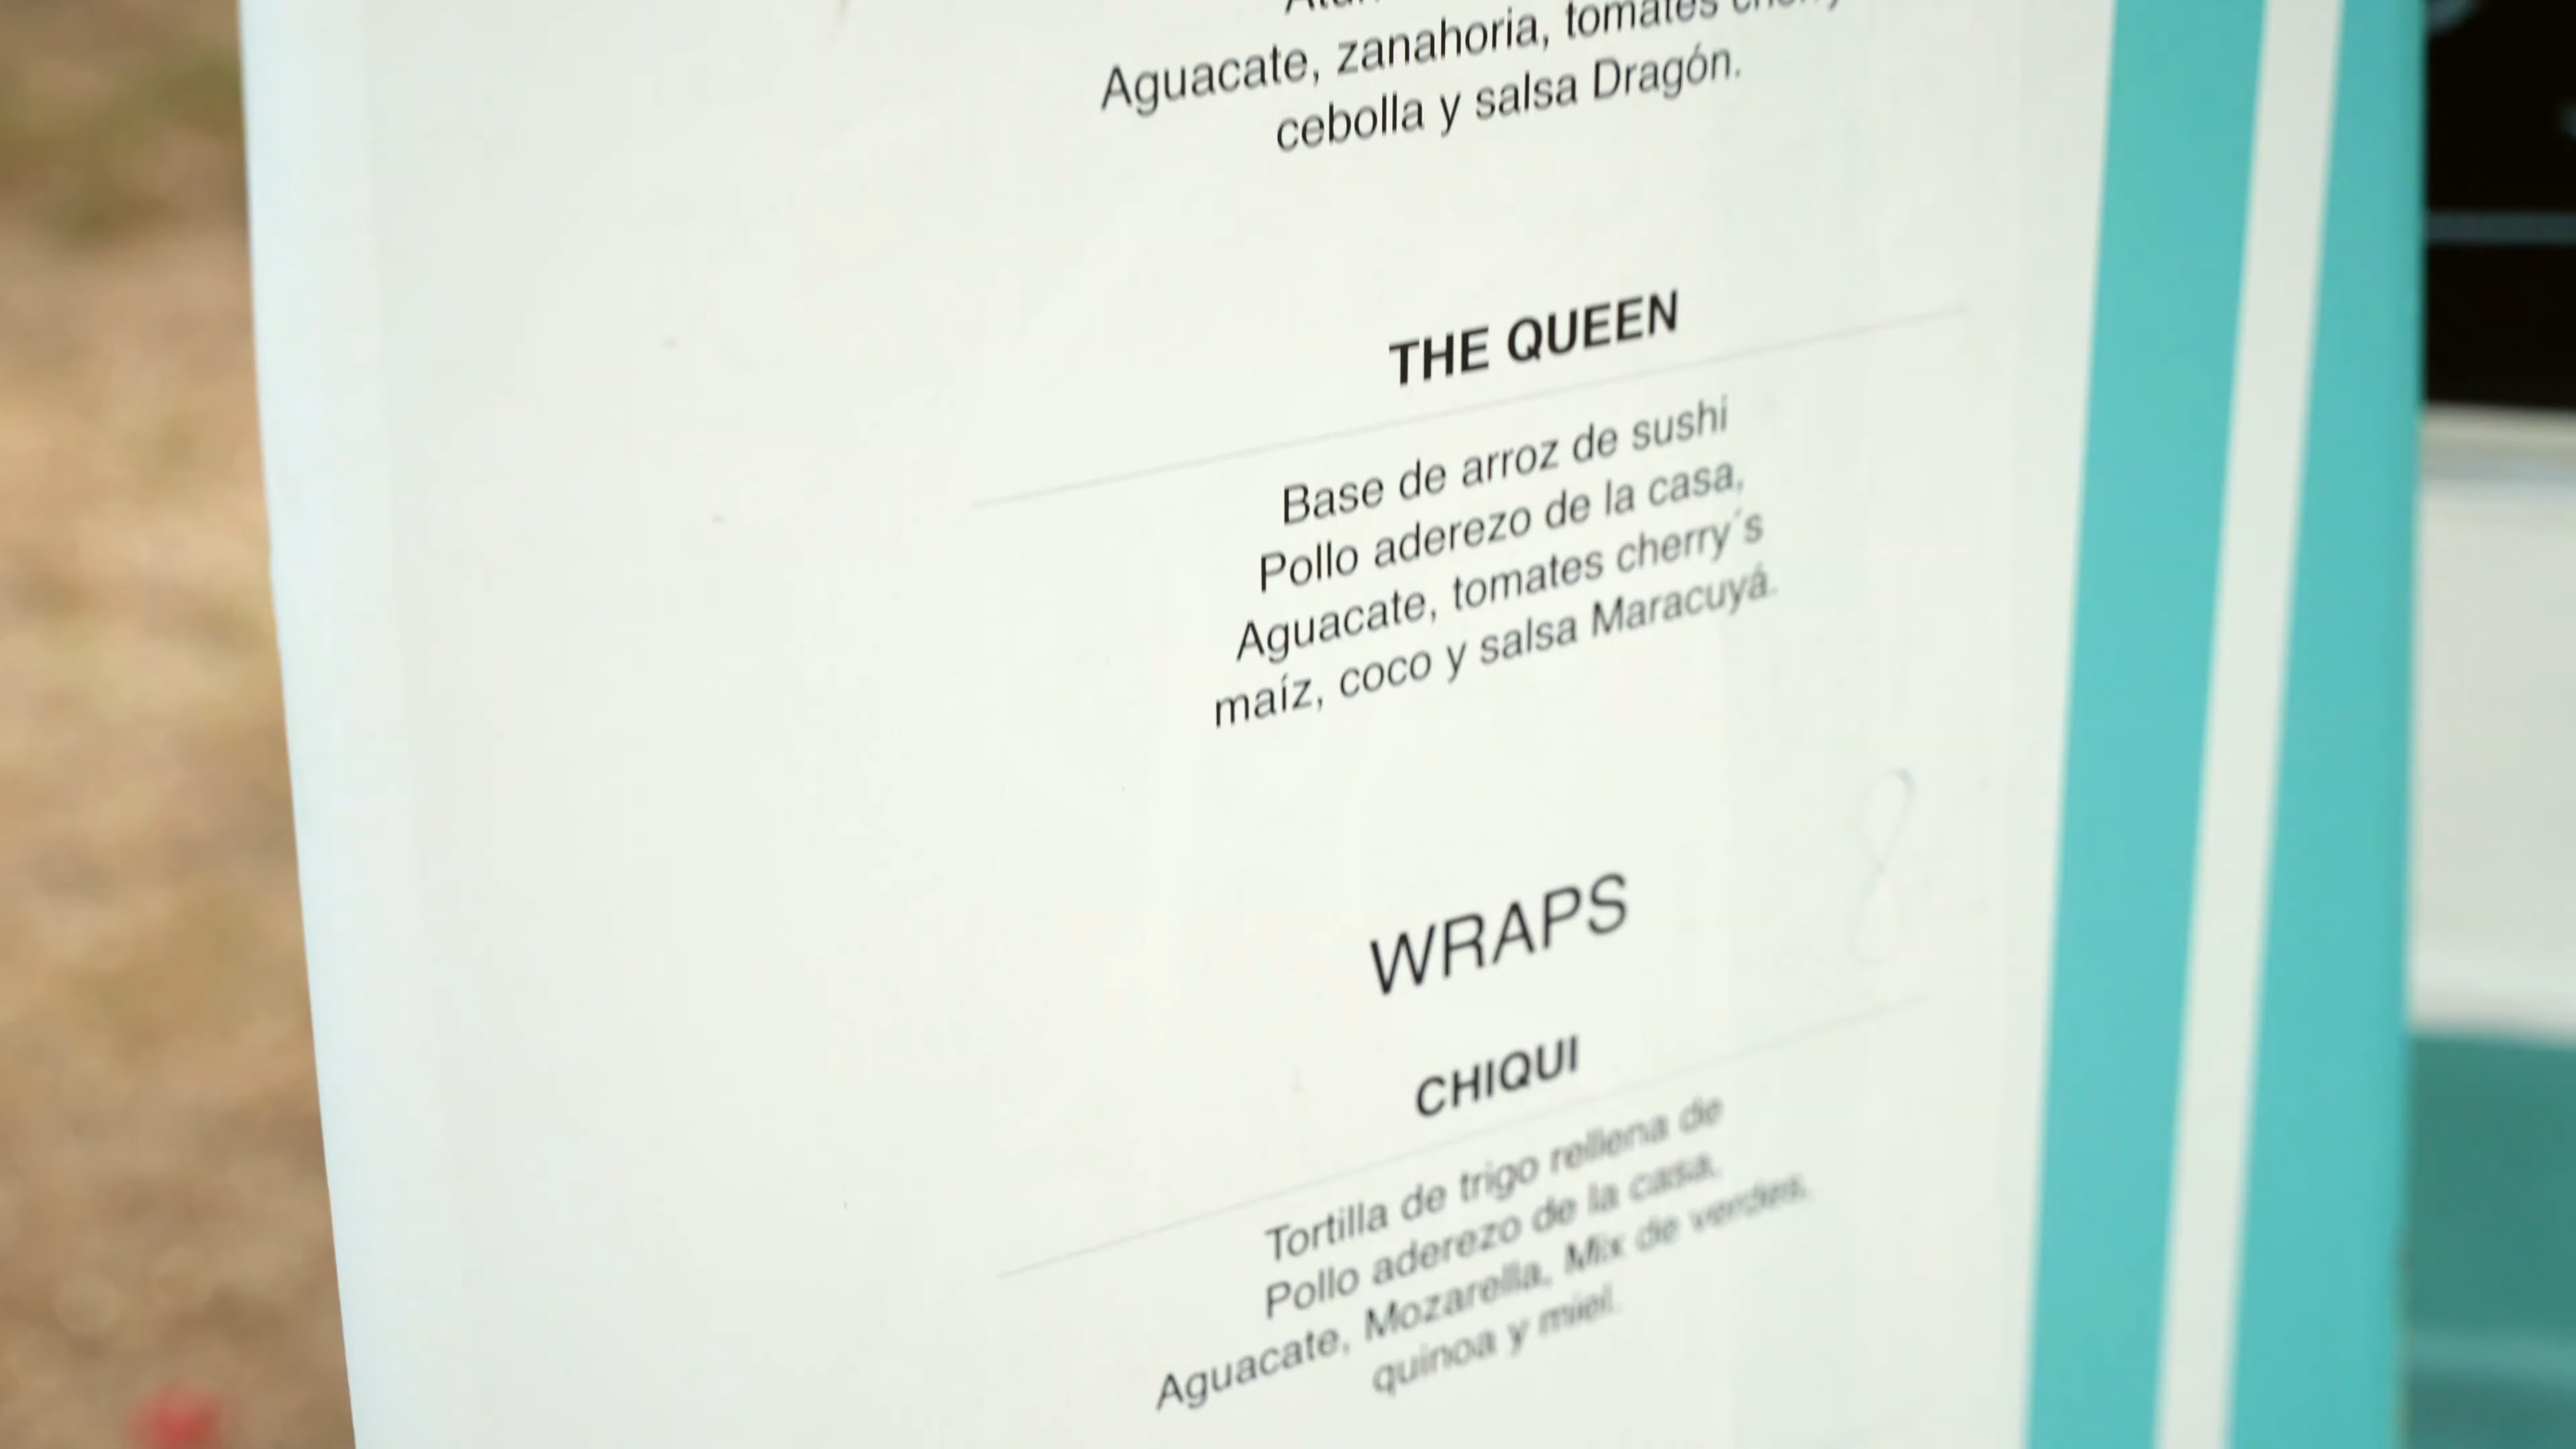 Aguacate, zanahoria, tomates cherry
cebolla y salsa Dragón.
THE QUEEN
Base de arroz de sushi
Pollo aderezo de la casa,
Aguacate, tomates cherry´s
maíz, coco y salsa Maracuyá.
8
WRAPS
CHIQUI
Tortilla de trigo rellena de
Pollo aderezo de la casa,
Aguacate, Mozarella, Mix de verdes,
quinoa y miel.